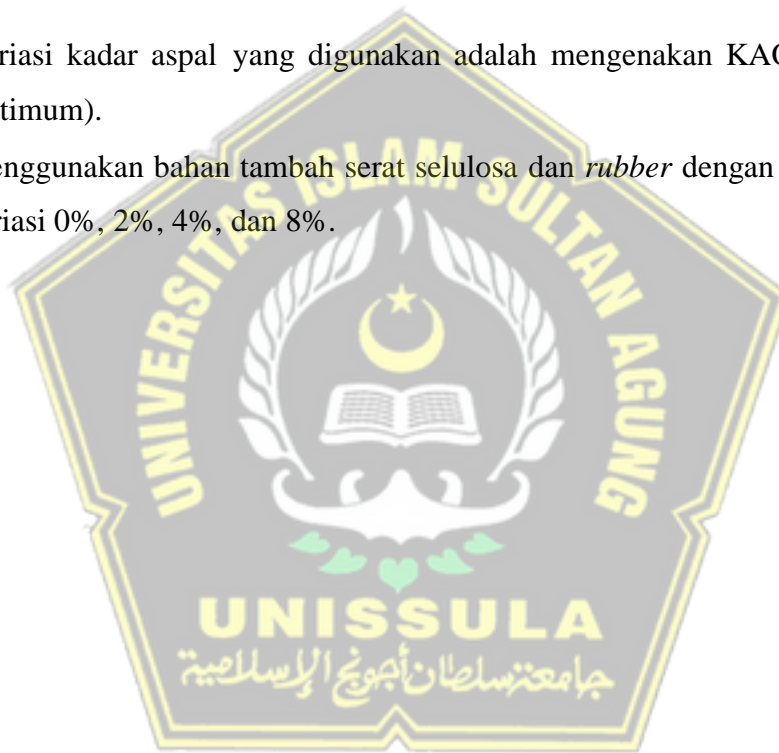 riasi kadar aspal yang digunakan adalah mengenakan KAO
timum).
enggunakan bahan tambah serat selulosa dan rubber dengan
riasi 0%, 2%, 4%, dan 8%.
UNIVERSITAS ISLAM SULTAN AGUNG
UNISSULA
جامعة سلطان أجونج الإسلامية